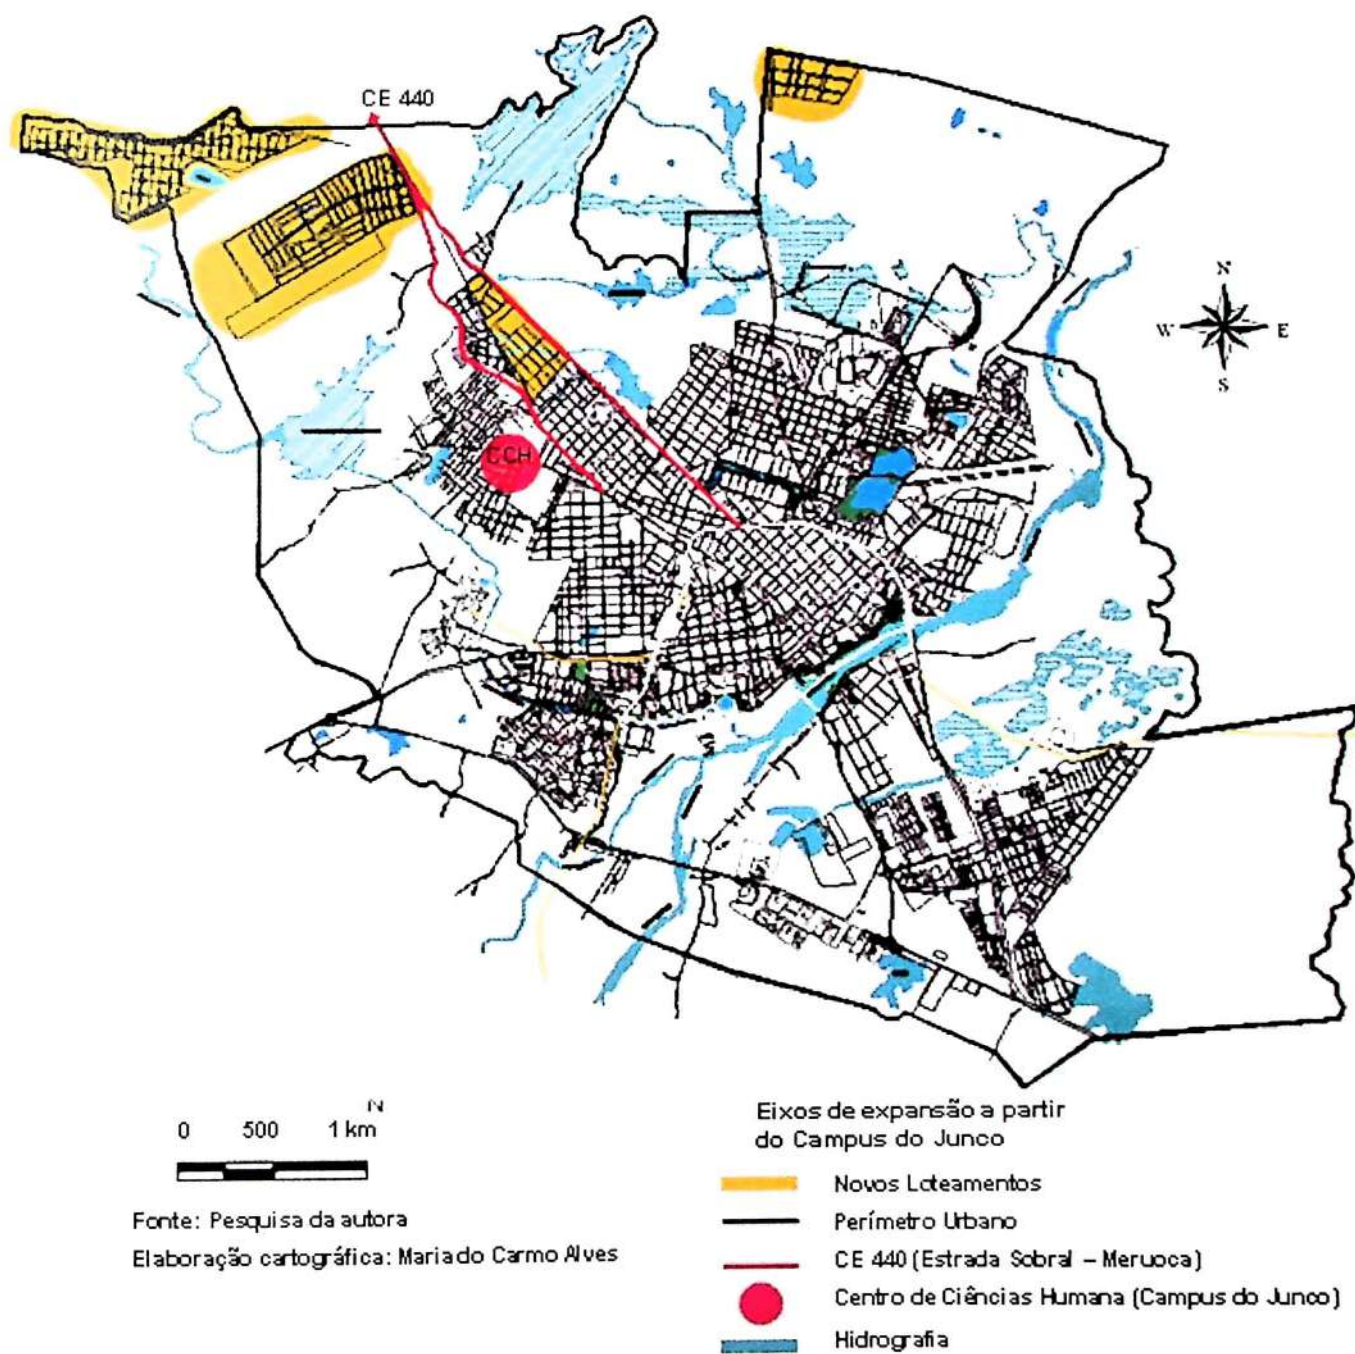 CE 440
N
W E
S
CCH
N
0 500 1 km
Fonte: Pesquisa da autora
Elaboração cartográfica: Maria do Carmo Alves
Eixos de expansão a partir
do Campus do Junco
Novos Loteamentos
Perímetro Urbano
CE 440 (Estrada Sobral – Meruoca)
Centro de Ciências Humana (Campus do Junco)
Hidrografia